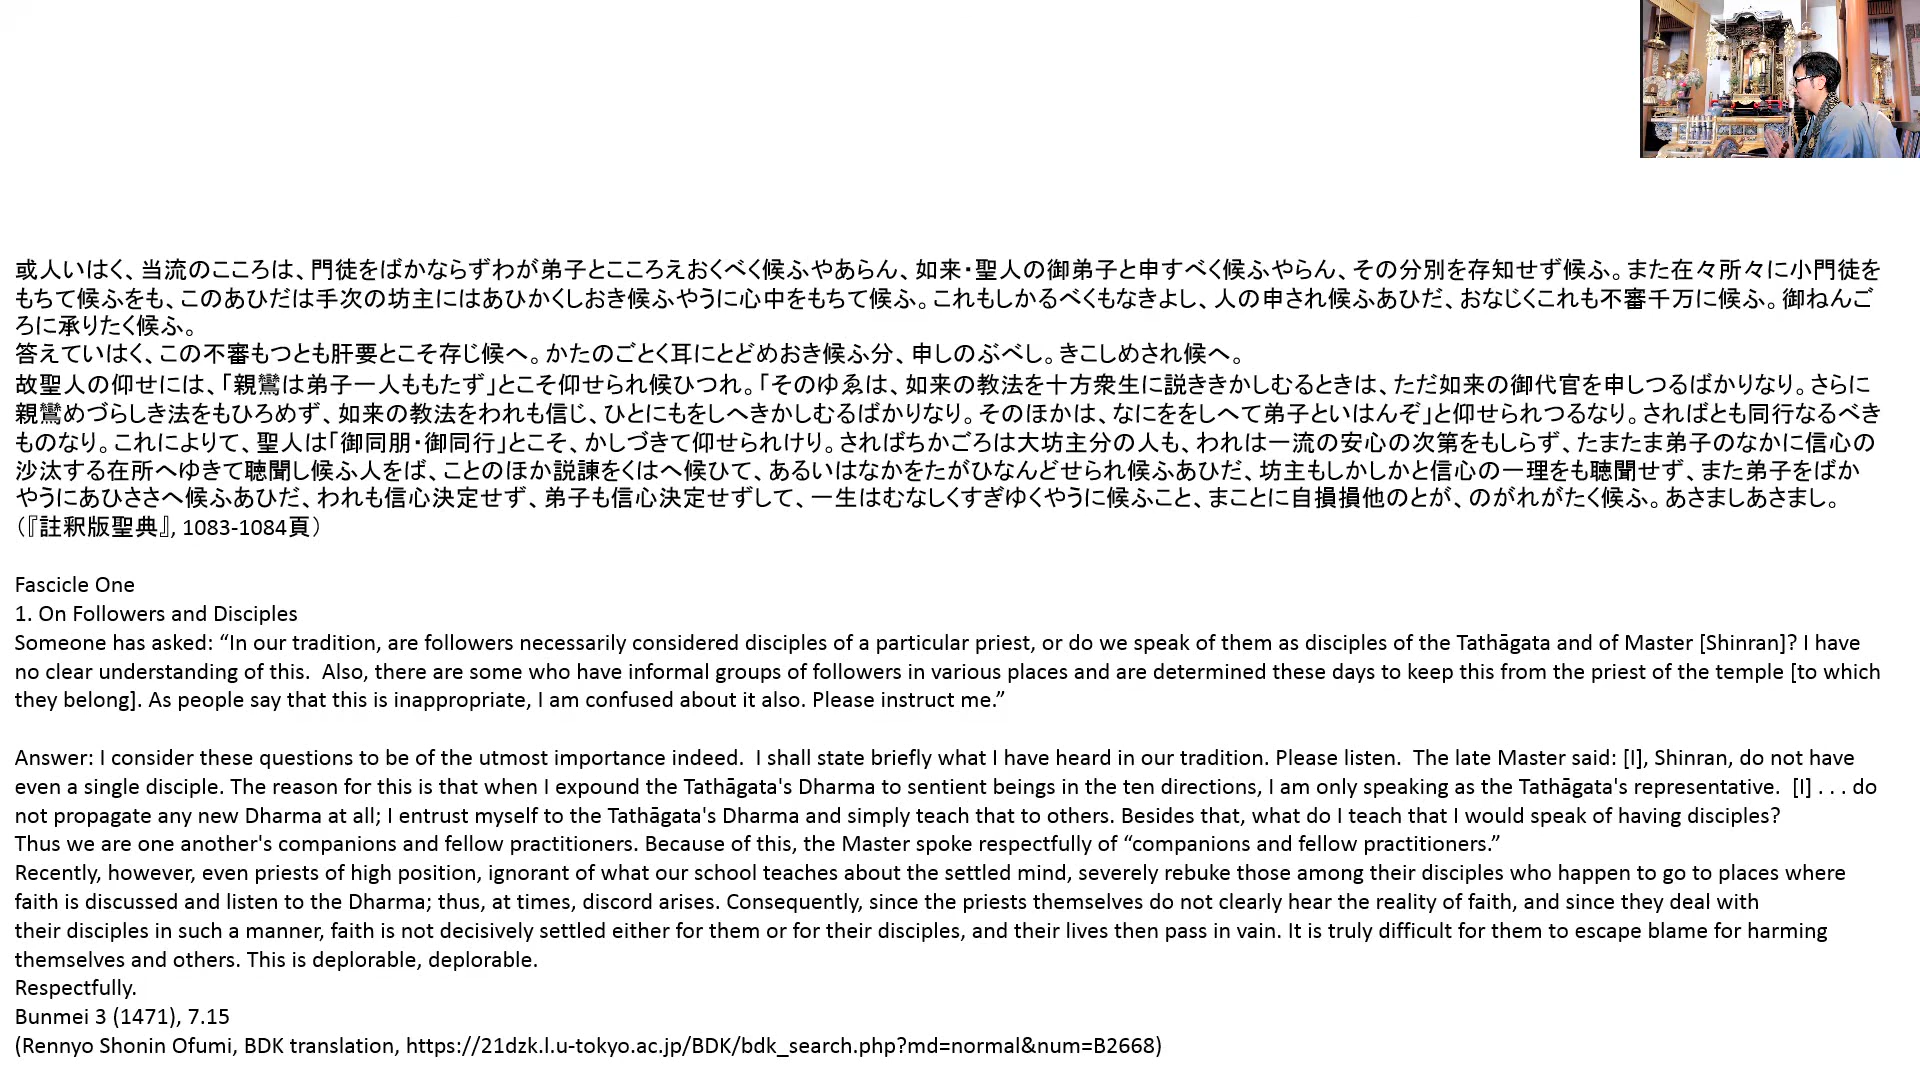 或人いはく、当流のこころは、門徒をばかならずわが弟子とこころえおくべく候ふやあらん、如来・聖人の御弟子と申すべく候ふやらん、その分別を存知せず候ふ。また在々所々に小門徒を
もちて候ふをも、このあひだは手次の坊主にはあひかくしおき候ふやうに心中をもちて候ふ。これもしかるべくもなきよし、人の申され候ふあひだ、おなじくこれも不審千万に候ふ。御ねんご
ろに承りたく候ふ。
答えていはく、この不審もつとも肝要とこそ存じ候へ。かたのごとく耳にとどめおき候ふ分、申しのぶべし。きこしめされ候へ。
故聖人の仰せには、「親鸞は弟子一人ももたず」とこそ仰せられ候ひつれ。「そのゆゑは、如来の教法を十方衆生に説ききかしむるときは、ただ如来の御代官を申しつるばかりなり。さらに
親鸞めづらしき法をもひろめず、如来の教法をわれも信じ、ひとにもをしへきかしむるばかりなり。そのほかは、なにををしへて弟子といはんぞ」と仰せられつるなり。さればとも同行なるべき
ものなり。これによりて、聖人は「御同朋・御同行」とこそ、かしづきて仰せられけり。さればちかごろは大坊主分の人も、われは一流の安心の次第をもしらず、たまたま弟子のなかに信心の
沙汰する在所へゆきて聴聞し候ふ人をば、ことのほか説諫をくはへ候ひて、あるいはなかをたがひなんどせられ候ふあひだ、坊主もしかしかと信心の一理をも聴聞せず、また弟子をばか
やうにあひささへ候ふあひだ、われも信心決定せず、弟子も信心決定せずして、一生はむなしくすぎゆくやうに候ふこと、まことに自損損他のとが、のがれがたく候ふ。あさましあさまし。
（『註釈版聖典』, 1083-1084頁）
Fascicle One
1. On Followers and Disciples
Someone has asked: “In our tradition, are followers necessarily considered disciples of a particular priest, or do we speak of them as disciples of the Tathāgata and of Master [Shinran]? I have
no clear understanding of this.  Also, there are some who have informal groups of followers in various places and are determined these days to keep this from the priest of the temple [to which
they belong]. As people say that this is inappropriate, I am confused about it also. Please instruct me.”
Answer: I consider these questions to be of the utmost importance indeed.  I shall state briefly what I have heard in our tradition. Please listen.  The late Master said: [I], Shinran, do not have
even a single disciple. The reason for this is that when I expound the Tathāgata's Dharma to sentient beings in the ten directions, I am only speaking as the Tathāgata's representative.  [I] . . . do
not propagate any new Dharma at all; I entrust myself to the Tathāgata's Dharma and simply teach that to others. Besides that, what do I teach that I would speak of having disciples?
Thus we are one another's companions and fellow practitioners. Because of this, the Master spoke respectfully of “companions and fellow practitioners.”
Recently, however, even priests of high position, ignorant of what our school teaches about the settled mind, severely rebuke those among their disciples who happen to go to places where
faith is discussed and listen to the Dharma; thus, at times, discord arises. Consequently, since the priests themselves do not clearly hear the reality of faith, and since they deal with
their disciples in such a manner, faith is not decisively settled either for them or for their disciples, and their lives then pass in vain. It is truly difficult for them to escape blame for harming
themselves and others. This is deplorable, deplorable.
Respectfully.
Bunmei 3 (1471), 7.15
(Rennyo Shonin Ofumi, BDK translation, https://21dzk.l.u-tokyo.ac.jp/BDK/bdk_search.php?md=normal&num=B2668)